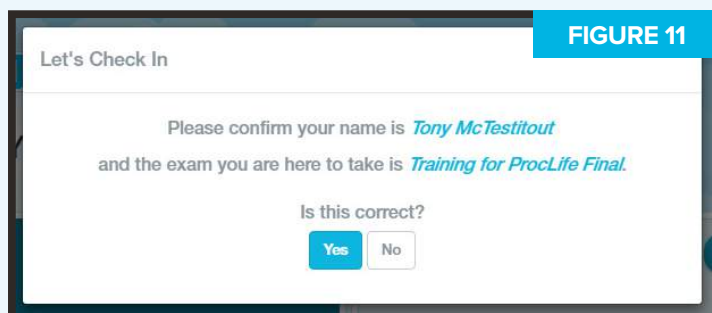 FIGURE 11
Let's Check In
Please confirm your name is Tony McTestitout
and the exam you are here to take is Training for ProcLife Final.
Is this correct?
Yes No